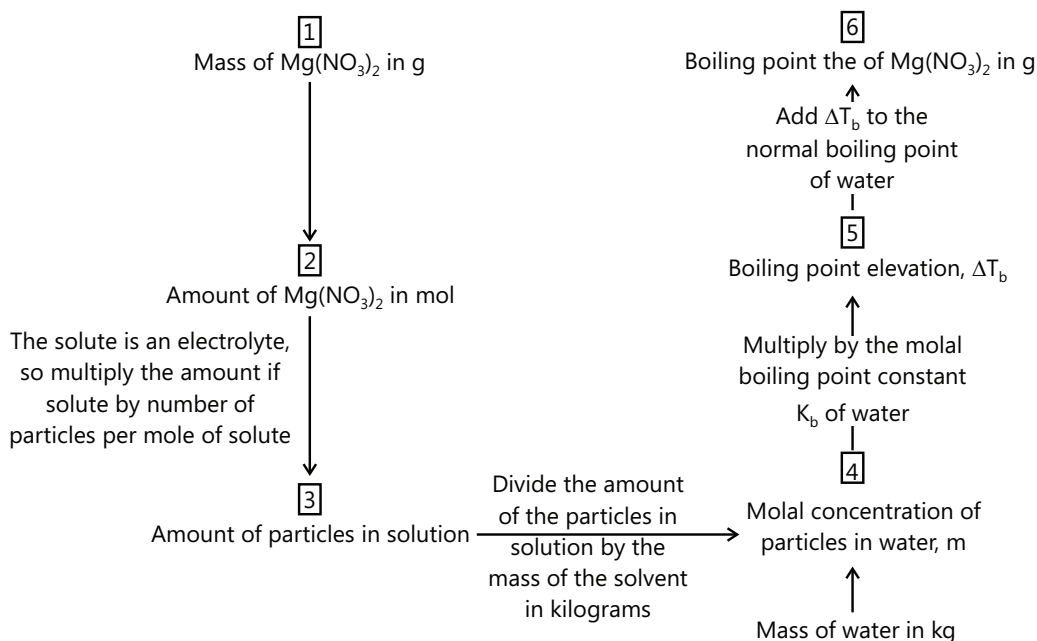 1
Mass of Mg(NO₃)₂ in g
2
Amount of Mg(NO₃)₂ in mol
The solute is an electrolyte,
so multiply the amount if
solute by number of
particles per mole of solute
3
Amount of particles in solution
Divide the amount
of the particles in
solution by the
mass of the solvent
in kilograms
6
Boiling point the of Mg(NO₃)₂ in g
Add ΔT_b to the
normal boiling point
of water
5
Boiling point elevation, ΔT_b
Multiply by the molal
boiling point constant
K_b of water
4
Molal concentration of
particles in water, m
Mass of water in kg